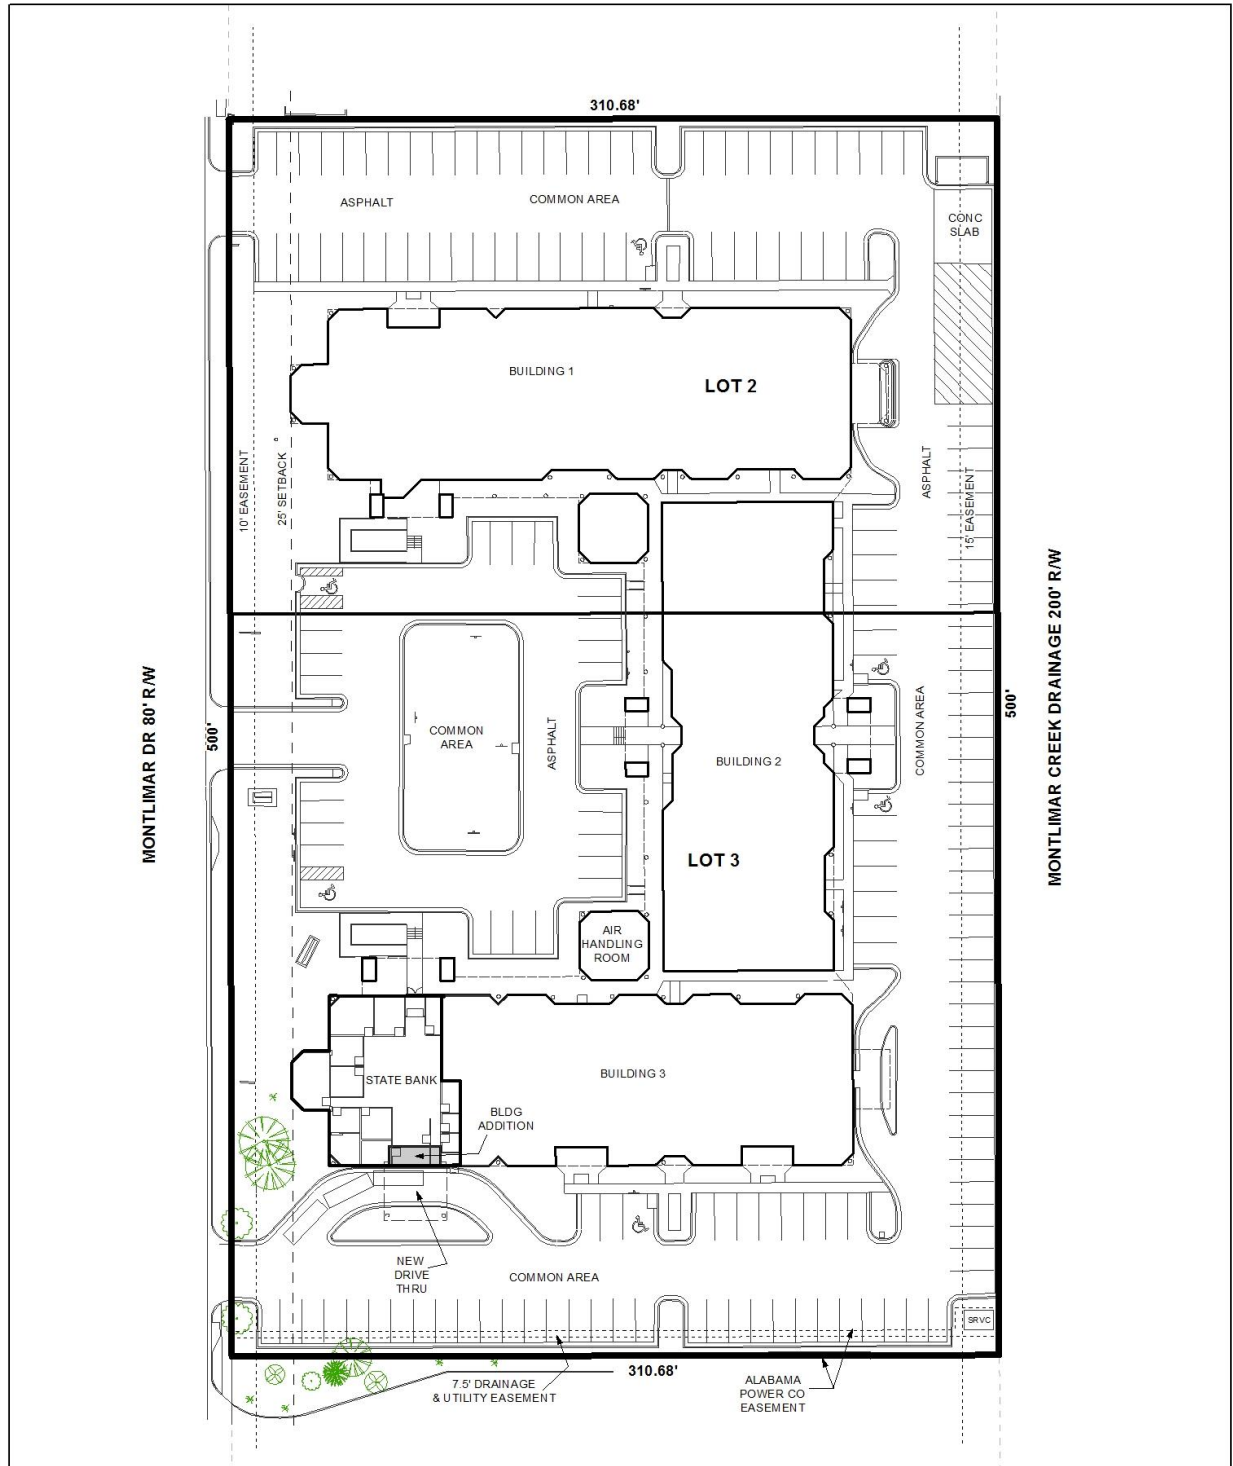 310.68'
ASPHALT
COMMON AREA
CONC
SLAB
BUILDING 1
LOT 2
10' EASEMENT
25' SETBACK
ASPHALT
15' EASEMENT
MONTLIMAR DR 80' R/W
500'
COMMON
AREA
ASPHALT
BUILDING 2
COMMON AREA
500'
MONTLIMAR CREEK DRAINAGE 200' R/W
LOT 3
AIR
HANDLING
ROOM
STATE BANK
BUILDING 3
BLDG
ADDITION
NEW
DRIVE
THRU
COMMON AREA
SRVC
310.68'
7.5' DRAINAGE
& UTILITY EASEMENT
ALABAMA
POWER CO
EASEMENT